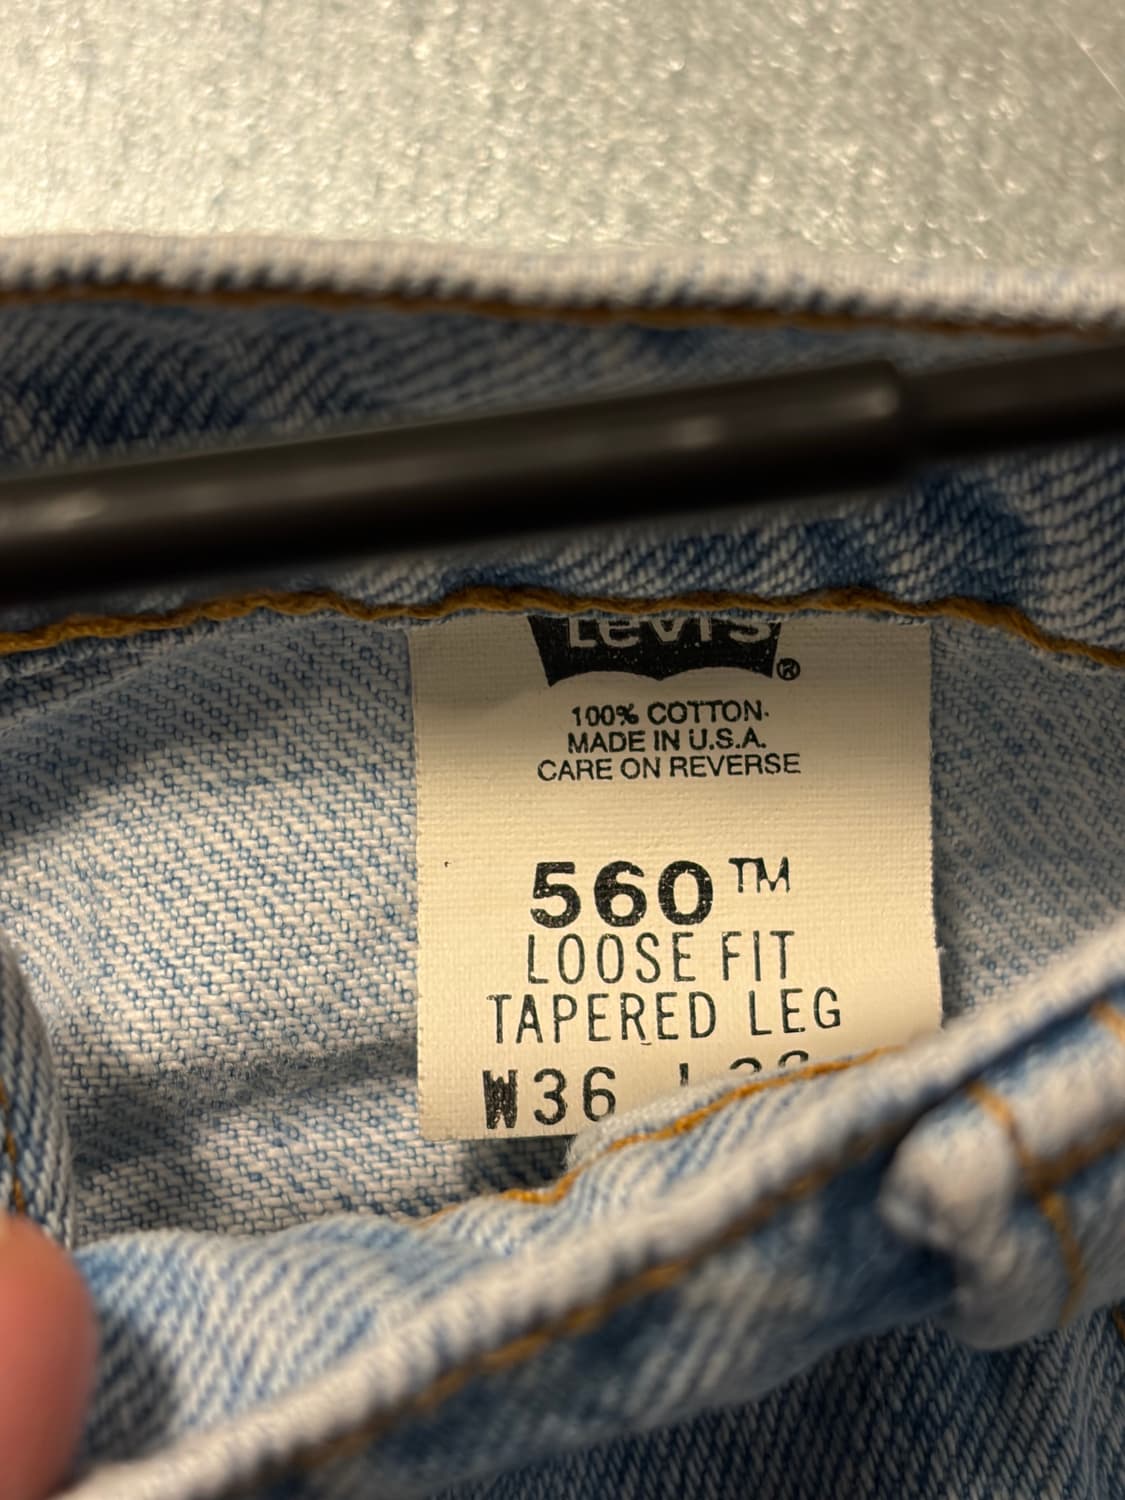 Levi's®
100% COTTON.
MADE IN U.S.A.
CARE ON REVERSE
560™
LOOSE FIT
TAPERED LEG
W36